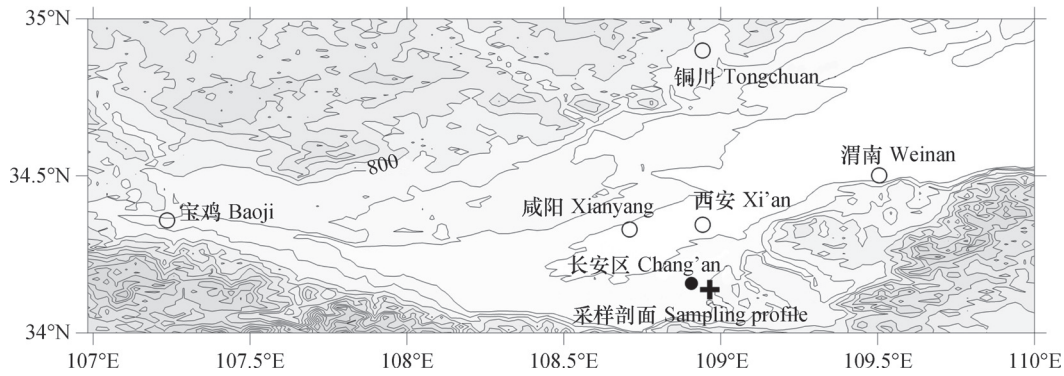 35°N
铜川 Tongchuan
800
渭南 Weinan
34.5°N
宝鸡 Baoji
咸阳 Xianyang
西安 Xi'an
长安区 Chang'an
采样剖面 Sampling profile
34°N
107°E
107.5°E
108°E
108.5°E
109°E
109.5°E
110°E